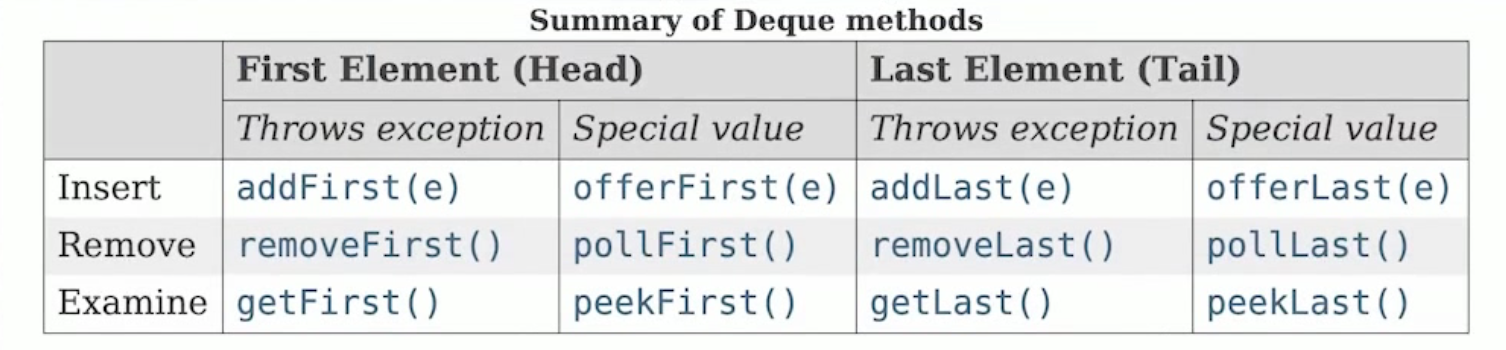 Summary of Deque methods
First Element (Head) Last Element (Tail)
Throws exception Special value Throws exception Special value
Insert addFirst(e) offerFirst(e) addLast(e) offerLast(e)
Remove removeFirst() pollFirst() removeLast() pollLast()
Examine getFirst() peekFirst() getLast() peekLast()